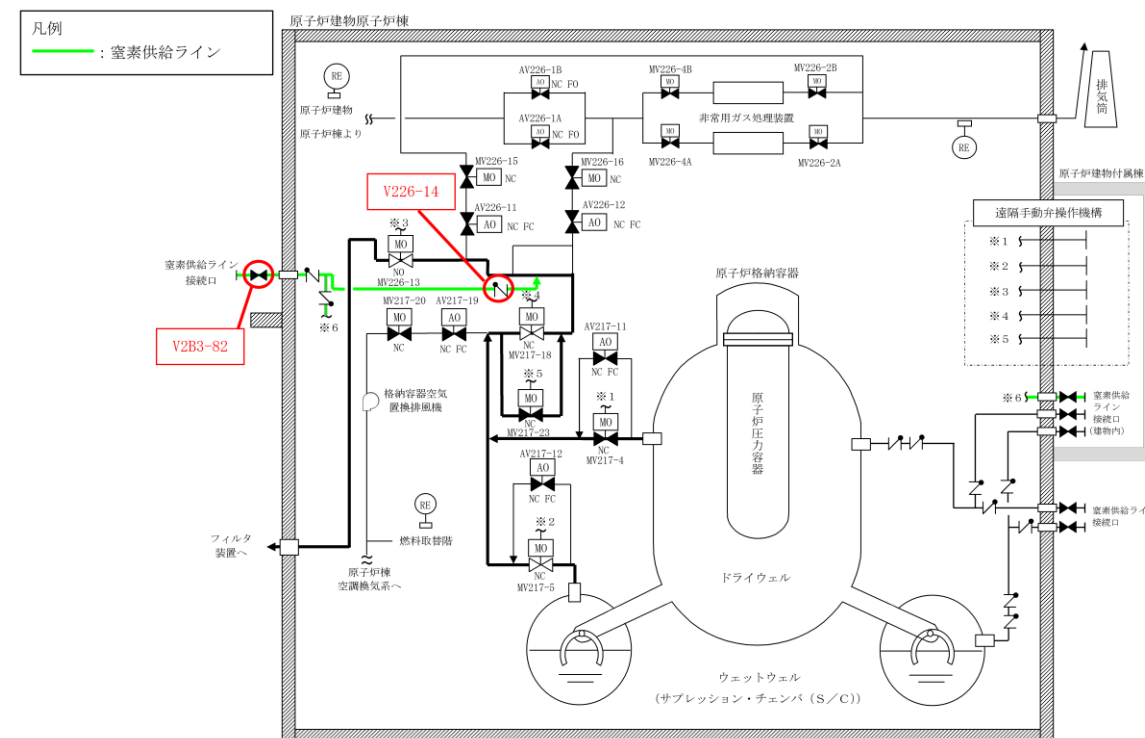 凡例
：窒素供給ライン
原子炉建物原子炉棟
RE
原子炉建物
原子炉棟より
AV226-1B
AO
NC FO
AV226-1A
AO
NC FO
MV226-4B
MO
MV226-2B
MO
非常用ガス処理装置
MO
MV226-4A
MO
MV226-2A
RE
排気筒
MV226-15
MO
NC
MV226-16
MO
NC
AV226-11
AO
NC FC
AV226-12
AO
NC FC
V226-14
※3
MO
NO
MV226-13
窒素供給ライン
接続口
※6
V2B3-82
MV217-20
MO
NC
AV217-19
AO
NC FC
※4
MO
NC
MV217-18
※5
MO
NC
MV217-23
AV217-11
AO
NC FC
※1
MO
NC
MV217-4
AV217-12
AO
NC FC
※2
MO
NC
MV217-5
格納容器空気
置換排風機
RE
燃料取替階
原子炉棟
空調換気系へ
フィルタ
装置へ
原子炉格納容器
原子炉圧力容器
ドライウェル
ウェットウェル
（サプレッション・チェンバ（S／C））
原子炉建物付属棟
遠隔手動弁操作機構
※1
※2
※3
※4
※5
※6
窒素供給
ライン
接続口
(建物内)
窒素供給ライ
接続口